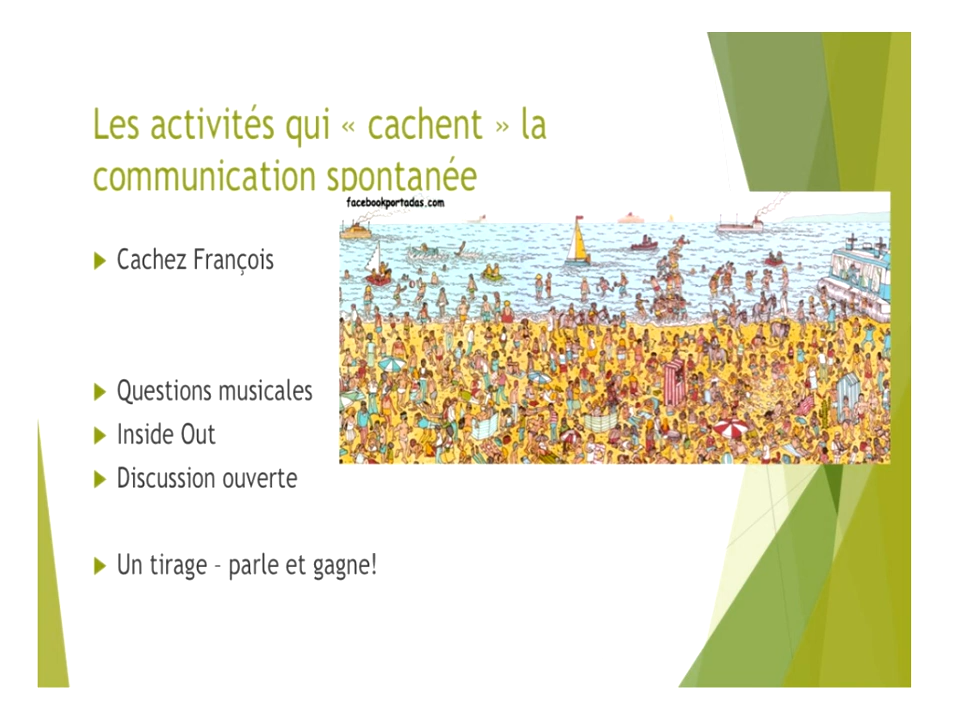 Les activités qui « cachent » la
communication spontanée
facebookportadas.com
Cachez François
Questions musicales
Inside Out
Discussion ouverte
Un tirage – parle et gagne!